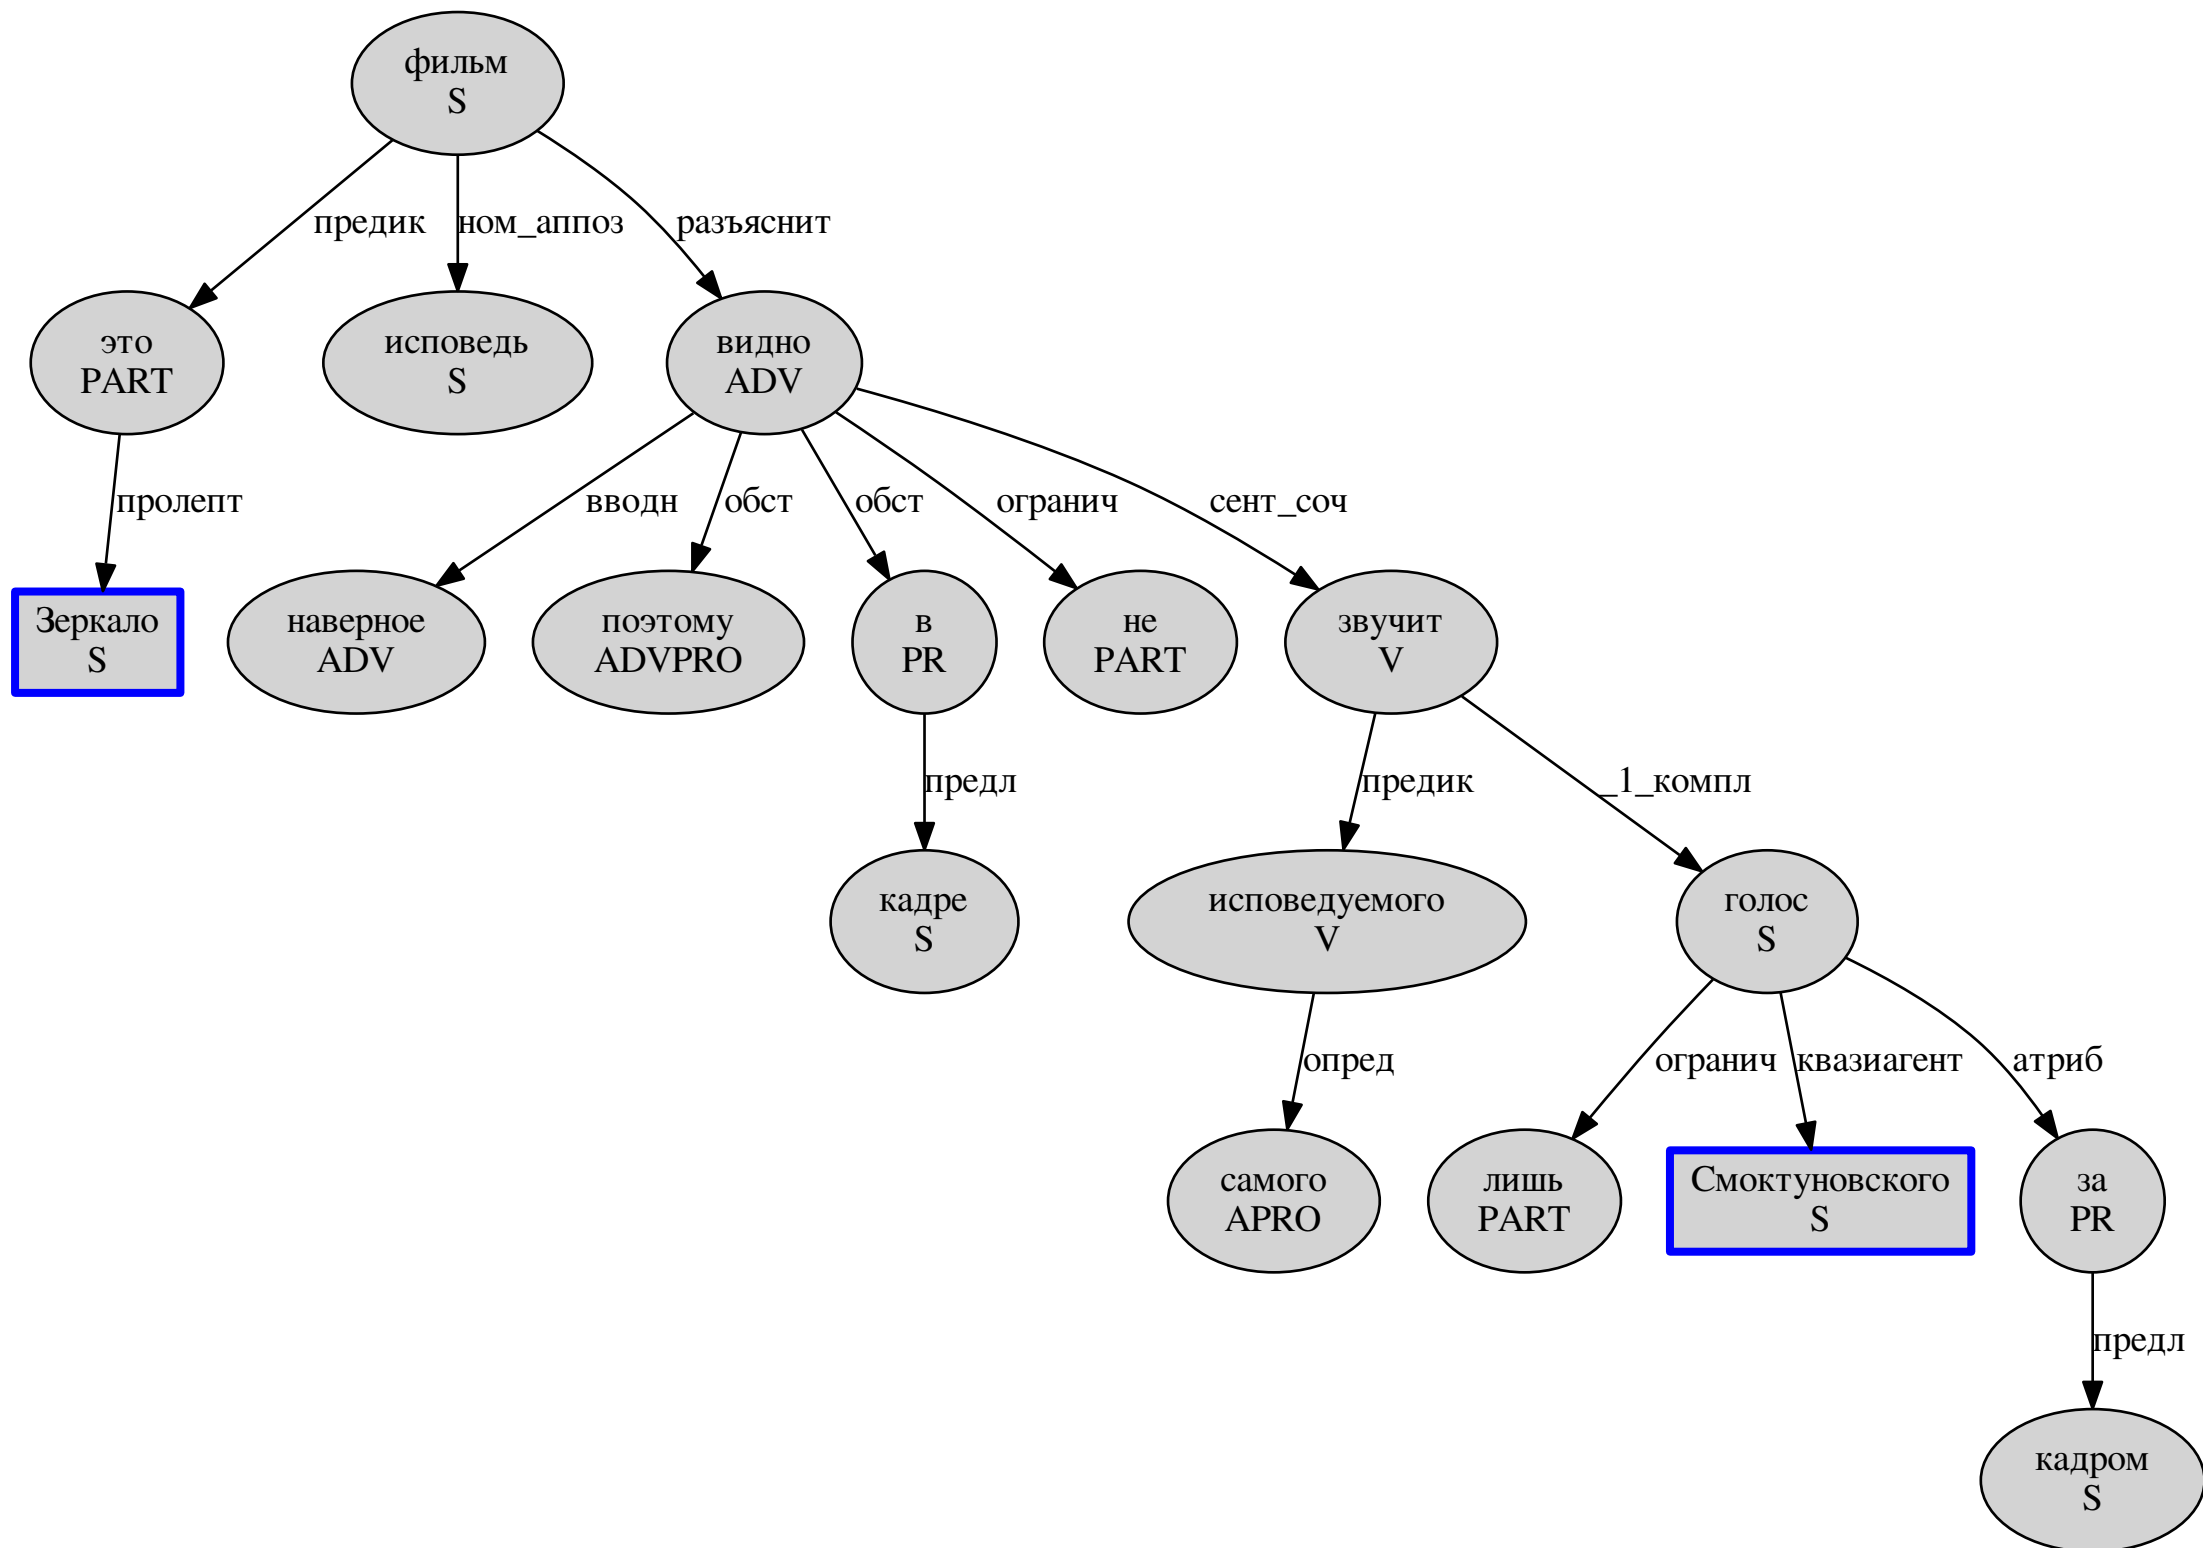 фильм
S
предик
ном_аппоз
разъяснит
это
PART
исповедь
S
видно
ADV
пролепт
вводн
обст
обст
огранич
сент_соч
Зеркало
S
наверное
ADV
поэтому
ADVPRO
в
PR
не
PART
звучит
V
предл
предик
_1_компл
кадре
S
исповедуемого
V
голос
S
опред
огранич
квазиагент
атриб
самого
APRO
лишь
PART
Смоктуновского
S
за
PR
предл
кадром
S